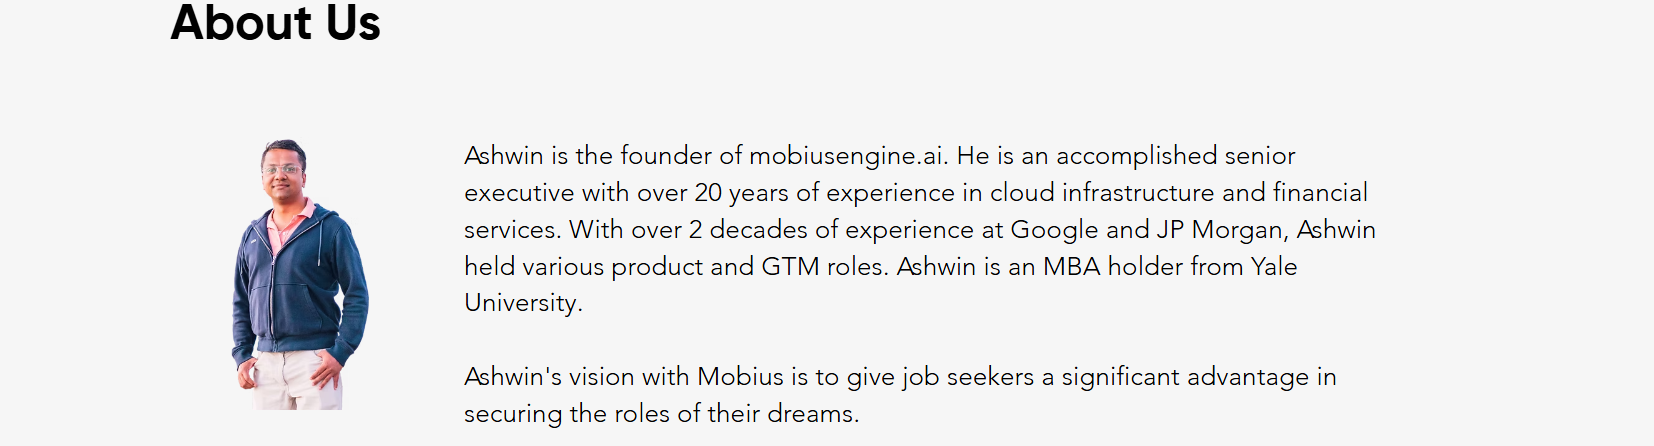 About Us
Ashwin is the founder of mobiusengine.ai. He is an accomplished senior
executive with over 20 years of experience in cloud infrastructure and financial
services. With over 2 decades of experience at Google and JP Morgan, Ashwin
held various product and GTM roles. Ashwin is an MBA holder from Yale
University.
Ashwin's vision with Mobius is to give job seekers a significant advantage in
securing the roles of their dreams.